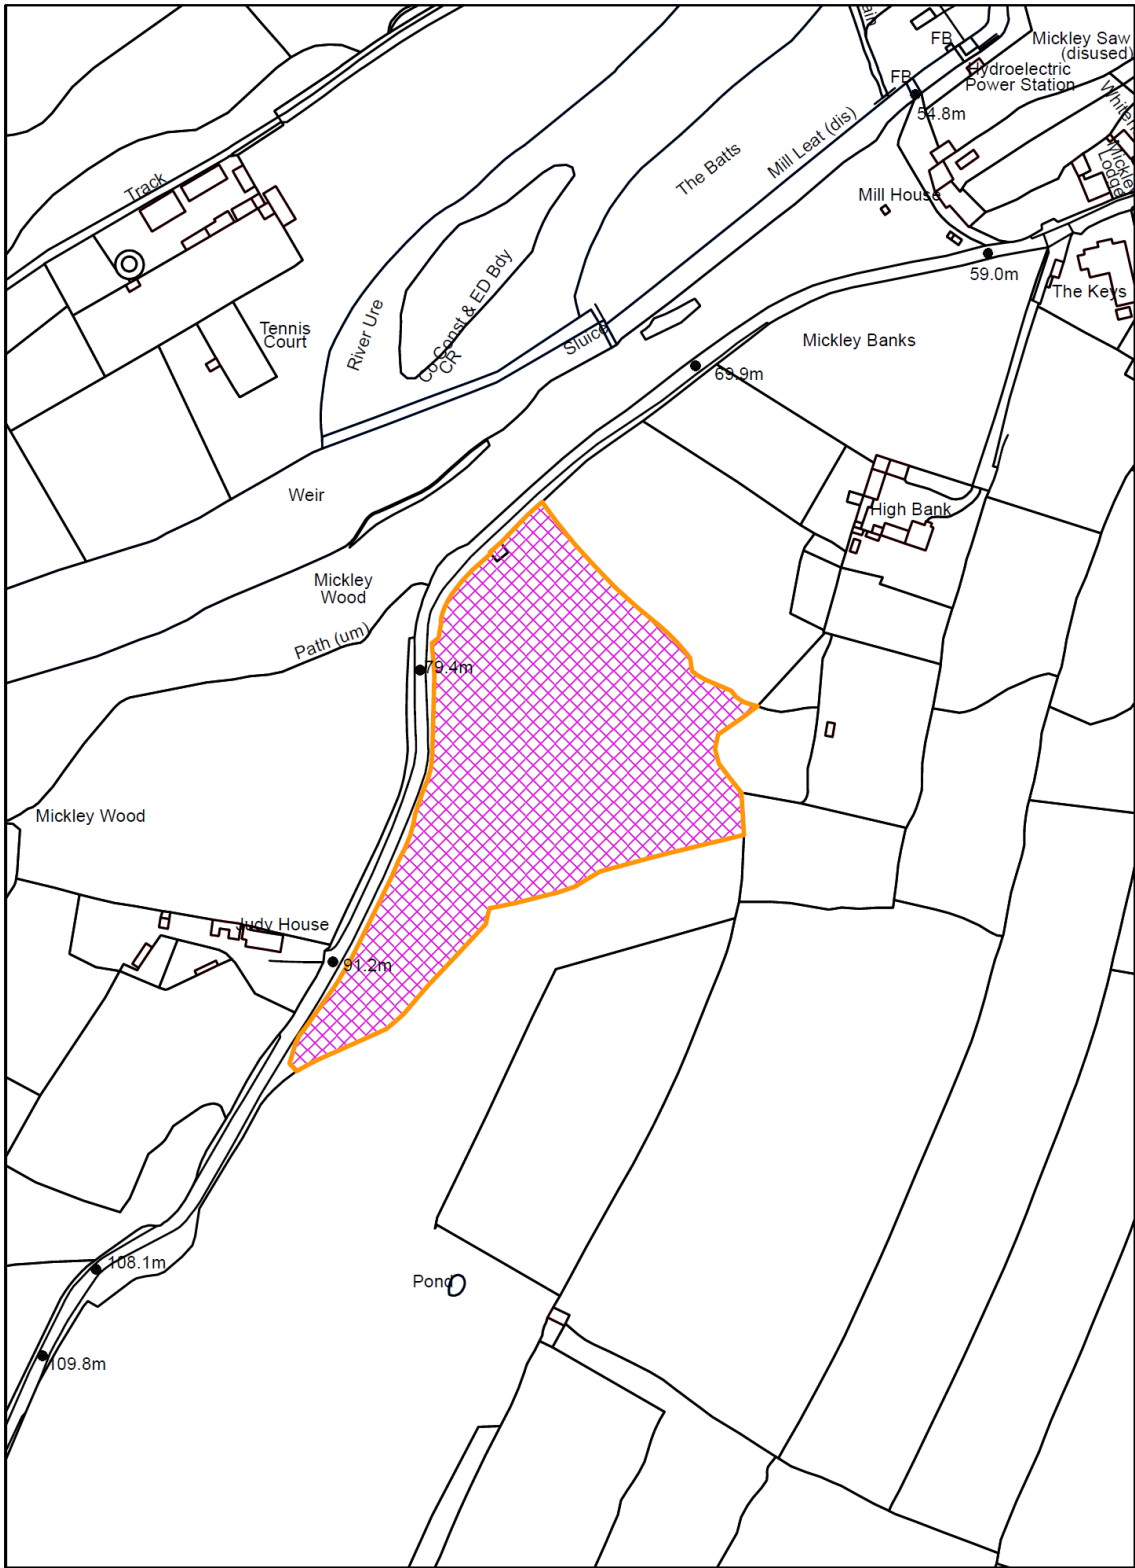 FB
Mickley Saw
(disused)
Hydroelectric
Power Station
FB
54.8m
Mill Leat (dis)
The Batts
Track
Mill House
Lodge
59.0m
The Keys
River Ure
Co Const & ED Bdy
CR
Tennis
Court
Sluice
Mickley Banks
69.9m
Weir
High Bank
Mickley
Wood
Path (um)
79.4m
Mickley Wood
Judy House
91.2m
108.1m
Pond
109.8m